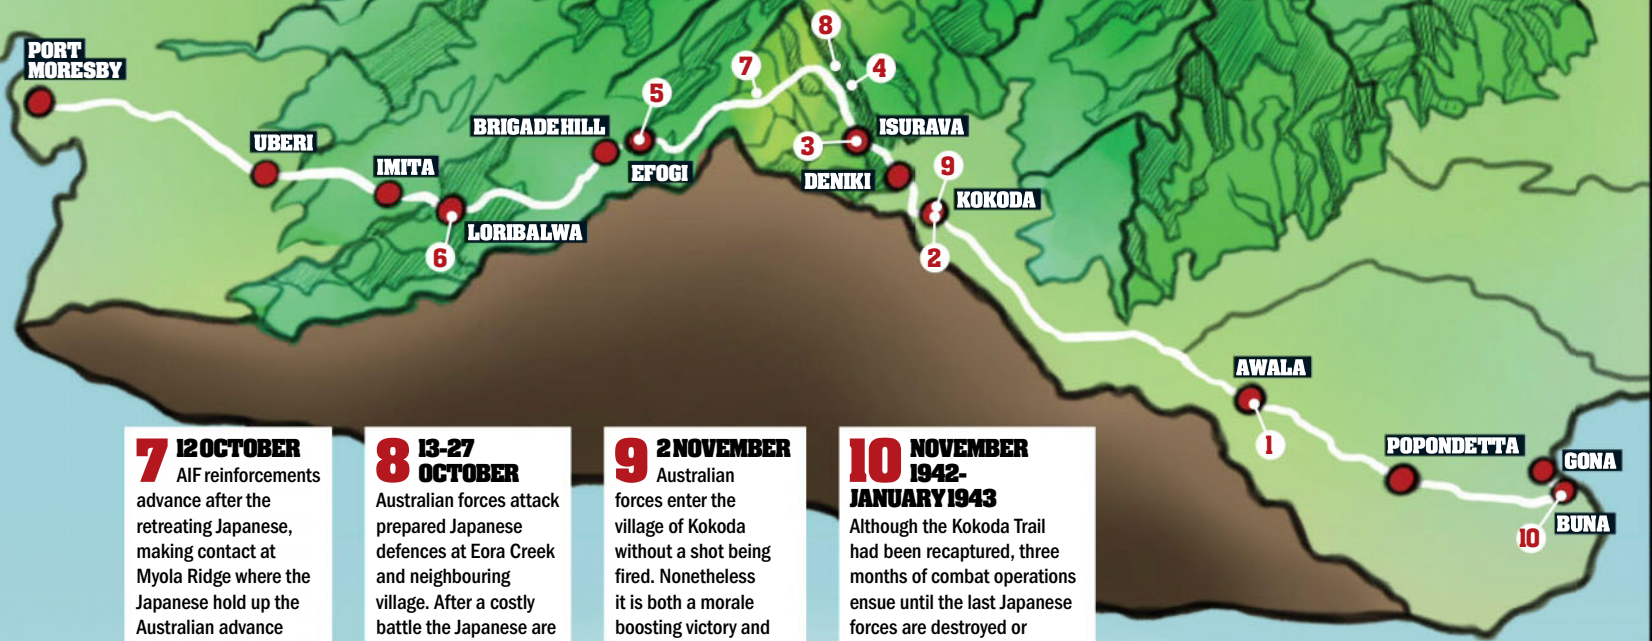 PORT
MORESBY
UBERI
IMITA
LORIBALWA
6
BRIGADE HILL
5
EFOGI
7
8
4
3
ISURAVA
DENIKI
9
KOKODA
2
AWALA
1
POPONDETTA
GONA
BUNA
10
7 12 OCTOBER
AIF reinforcements
advance after the
retreating Japanese,
making contact at
Myola Ridge where the
Japanese hold up the
Australian advance
8 13-27
OCTOBER
Australian forces attack
prepared Japanese
defences at Eora Creek
and neighbouring
village. After a costly
battle the Japanese are
9 2 NOVEMBER
Australian
forces enter the
village of Kokoda
without a shot being
fired. Nonetheless
it is both a morale
boosting victory and
10 NOVEMBER
1942-
JANUARY 1943
Although the Kokoda Trail
had been recaptured, three
months of combat operations
ensue until the last Japanese
forces are destroyed or